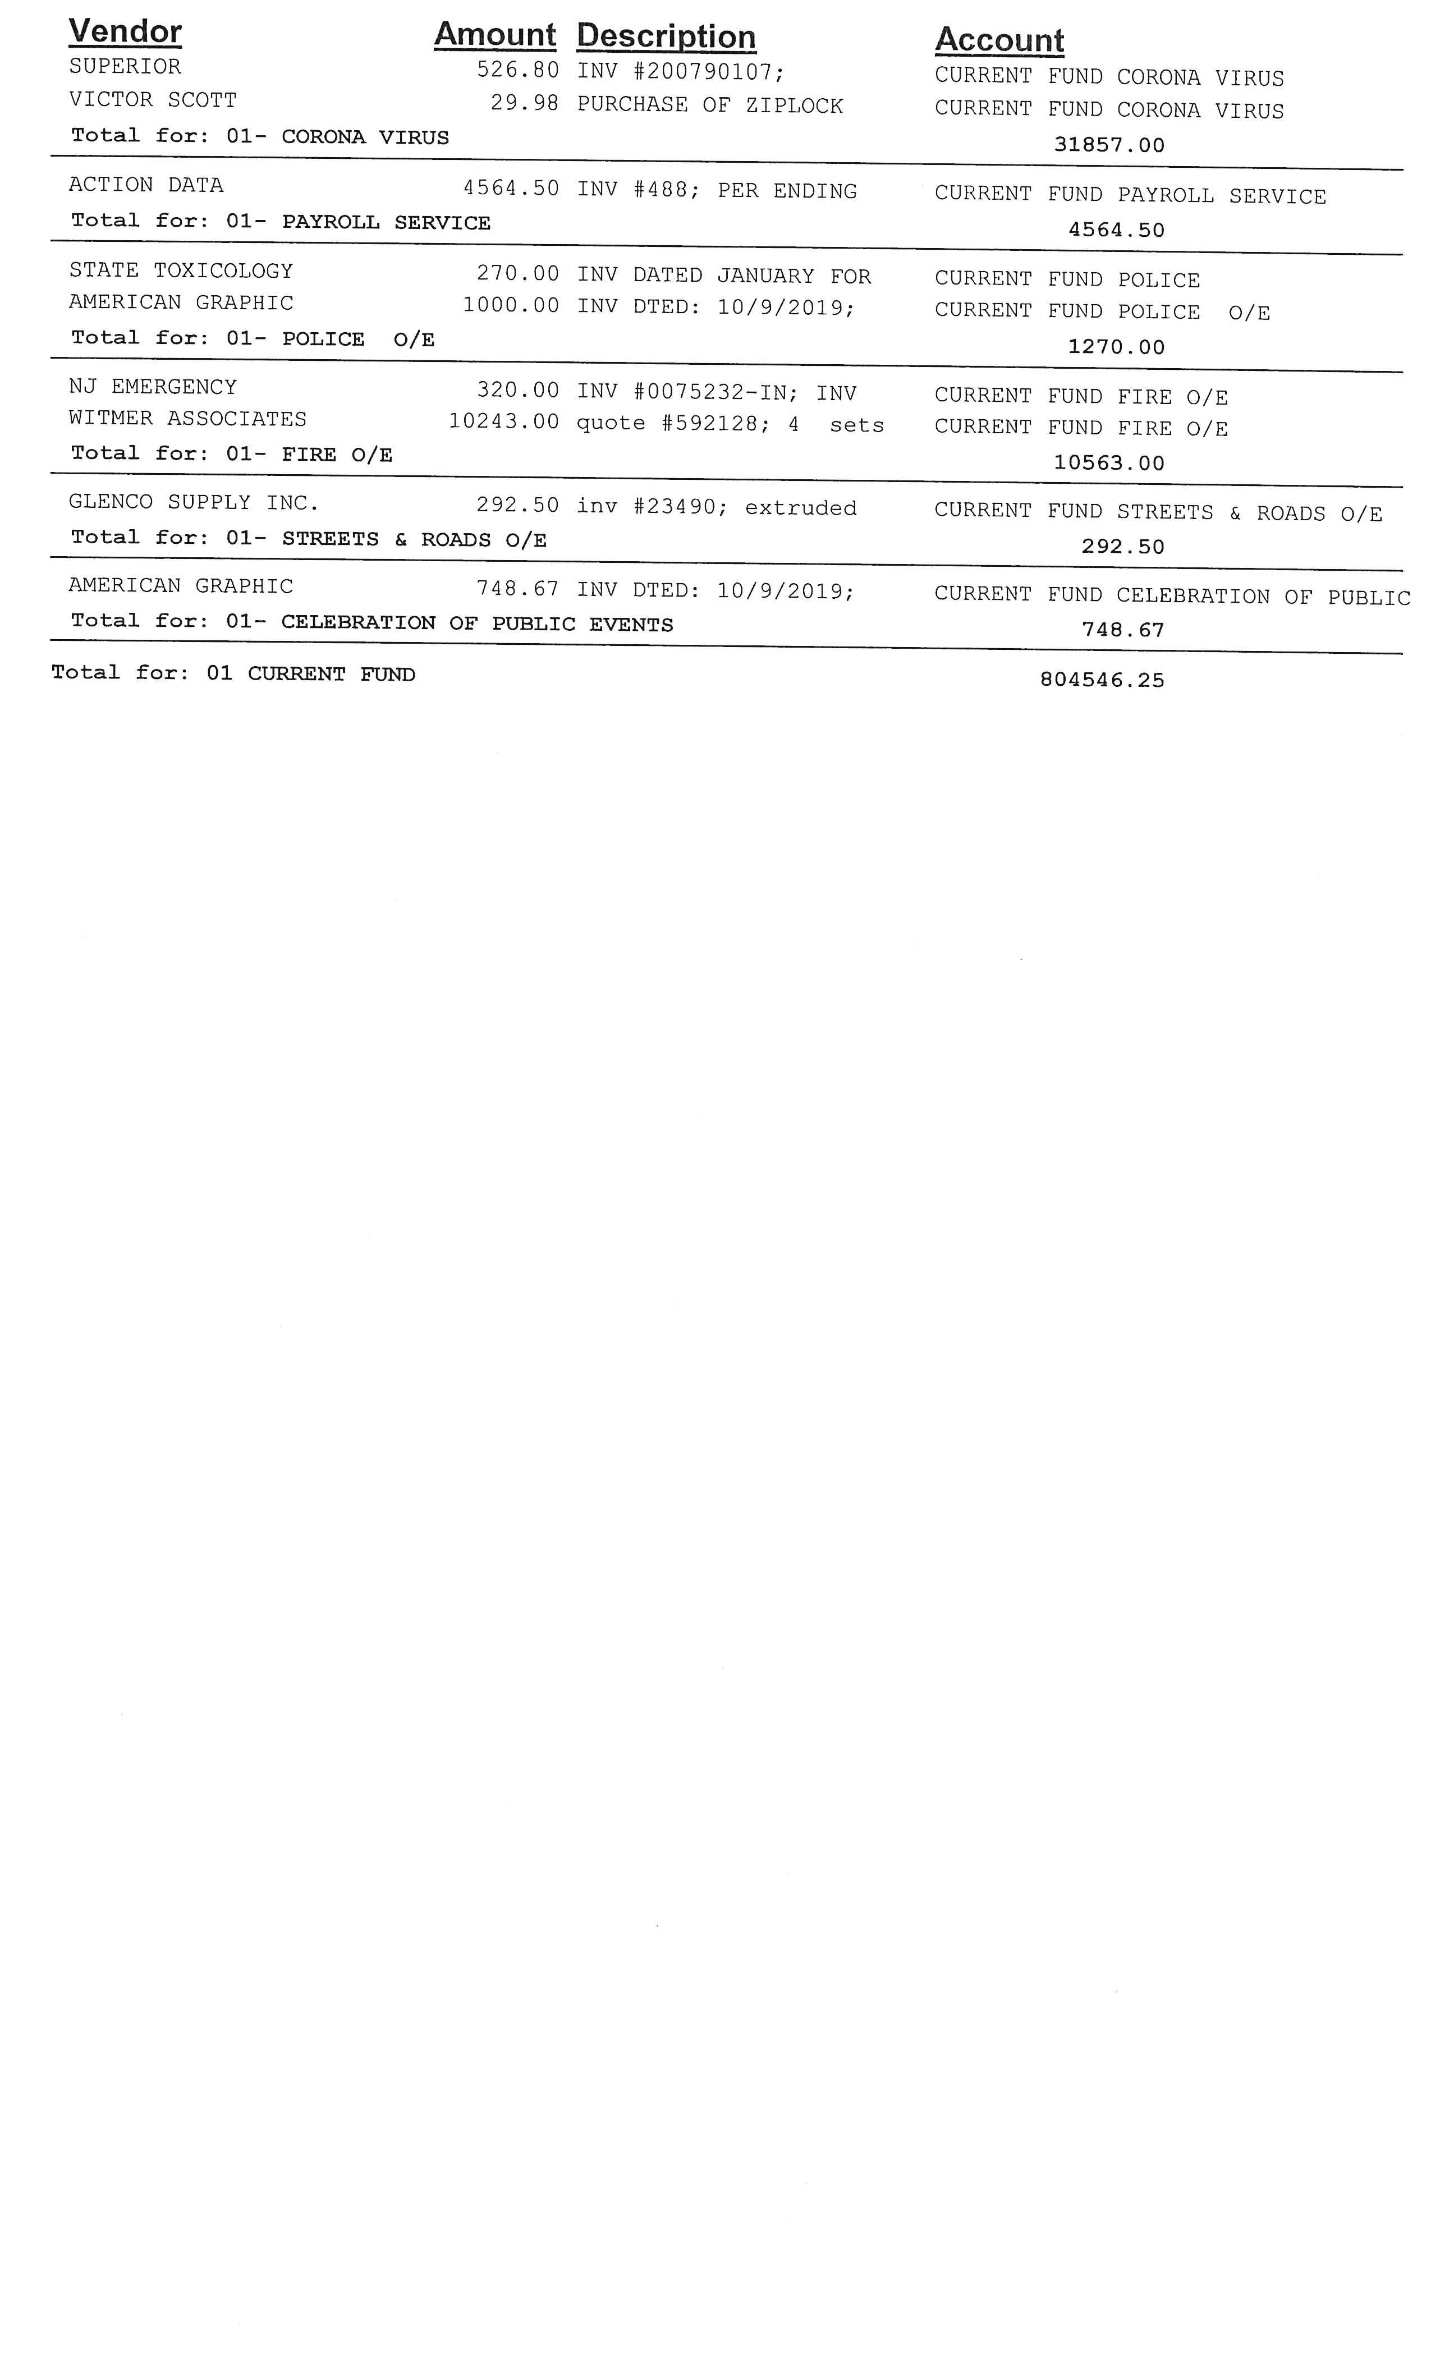 Vendor Amount Description Account
SUPERIOR 526.80 INV #200790107; CURRENT FUND CORONA VIRUS
VICTOR SCOTT 29.98 PURCHASE OF ZIPLOCK CURRENT FUND CORONA VIRUS
Total for: 01- CORONA VIRUS 31857.00
ACTION DATA 4564.50 INV #488; PER ENDING CURRENT FUND PAYROLL SERVICE
Total for: 01- PAYROLL SERVICE 4564.50
STATE TOXICOLOGY 270.00 INV DATED JANUARY FOR CURRENT FUND POLICE
AMERICAN GRAPHIC 1000.00 INV DTED: 10/9/2019; CURRENT FUND POLICE O/E
Total for: 01- POLICE O/E 1270.00
NJ EMERGENCY 320.00 INV #0075232-IN; INV CURRENT FUND FIRE O/E
WITMER ASSOCIATES 10243.00 quote #592128; 4 sets CURRENT FUND FIRE O/E
Total for: 01- FIRE O/E 10563.00
GLENCO SUPPLY INC. 292.50 inv #23490; extruded CURRENT FUND STREETS & ROADS O/E
Total for: 01- STREETS & ROADS O/E 292.50
AMERICAN GRAPHIC 748.67 INV DTED: 10/9/2019; CURRENT FUND CELEBRATION OF PUBLIC
Total for: 01- CELEBRATION OF PUBLIC EVENTS 748.67
Total for: 01 CURRENT FUND 804546.25